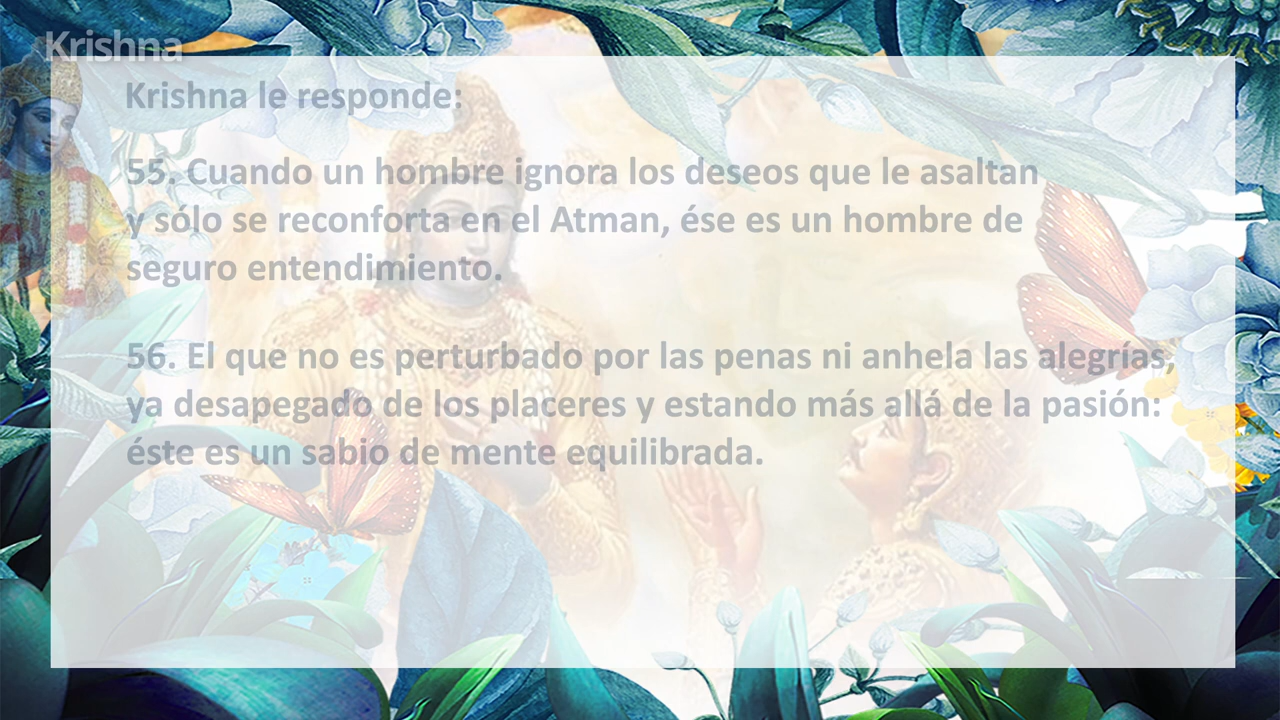 Krishna
Krishna le responde:
55. Cuando un hombre ignora los deseos que le asaltan
y sólo se reconforta en el Atman, ése es un hombre de
seguro entendimiento.
56. El que no es perturbado por las penas ni anhela las alegrías,
ya desapegado de los placeres y estando más allá de la pasión:
éste es un sabio de mente equilibrada.